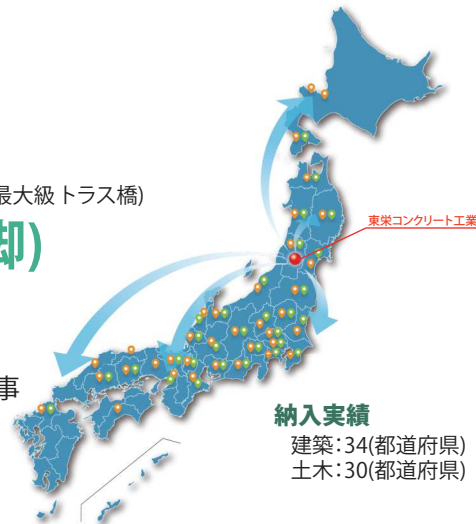 最大級 トラス橋)
却)
東栄コンクリート工業
事
納入実績
建築：34(都道府県)
土木：30(都道府県)